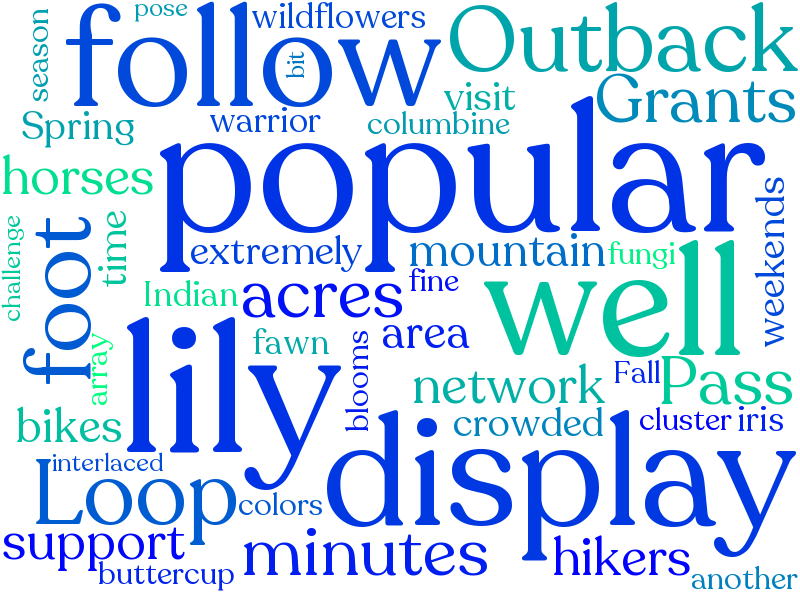 pose
wildflowers
Outback
follow
season
bit
visit
Grants
Spring
warrior
columbine
popular
horses
weekends
foot
time
extremely
mountain
fungi
challenge
Indian
acres
fine
well
lily
area
fawn
array
blooms
network
Fall
Pass
bikes
crowded
cluster
iris
display
interlaced
Loop
colors
support
minutes
hikers
buttercup
another